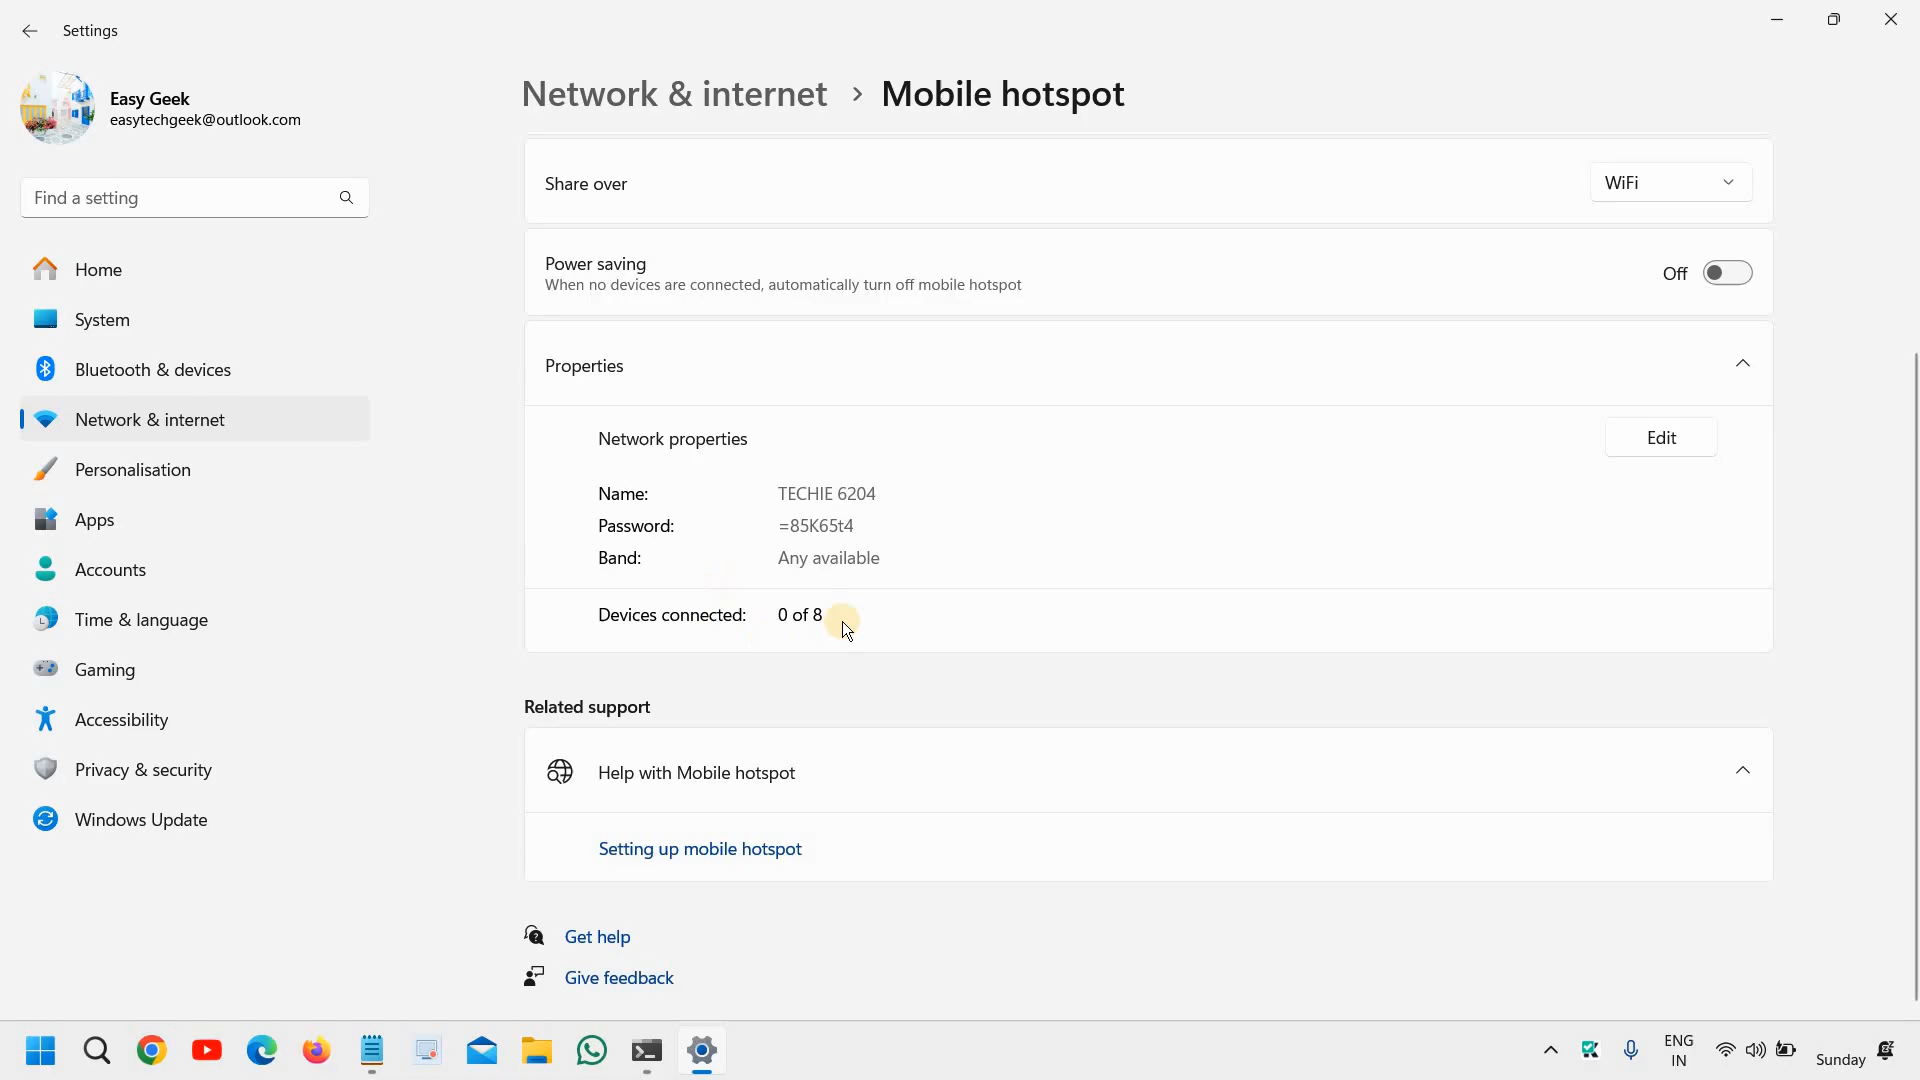 Settings
Easy Geek
easytechgeek@outlook.com
Find a setting
Home
System
Bluetooth & devices
Network & internet
Personalisation
Apps
Accounts
Time & language
Gaming
Accessibility
Privacy & security
Windows Update
Network & internet > Mobile hotspot
Share over WiFi
Power saving
When no devices are connected, automatically turn off mobile hotspot
Off
Properties
Network properties Edit
Name: TECHIE 6204
Password: =85K65t4
Band: Any available
Devices connected: 0 of 8
Related support
Help with Mobile hotspot
Setting up mobile hotspot
Get help
Give feedback
ENG
IN
Sunday